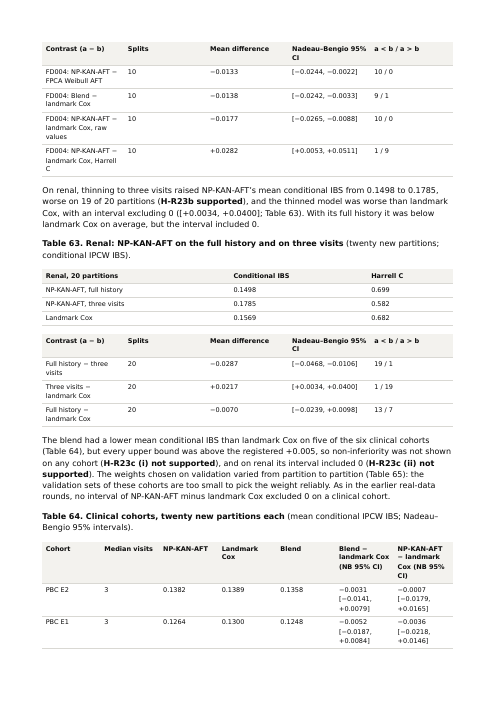 Contrast (a − b) Splits Mean difference Nadeau–Bengio 95% CI a < b / a > b
FD004: NP-KAN-AFT − FPCA Weibull AFT 10 −0.0133 [−0.0244, −0.0022] 10 / 0
FD004: Blend − landmark Cox 10 −0.0138 [−0.0242, −0.0033] 9 / 1
FD004: NP-KAN-AFT − landmark Cox, raw values 10 −0.0177 [−0.0265, −0.0088] 10 / 0
FD004: NP-KAN-AFT − landmark Cox, Harrell C 10 +0.0282 [+0.0053, +0.0511] 1 / 9
On renal, thinning to three visits raised NP-KAN-AFT’s mean conditional IBS from 0.1498 to 0.1785,
worse on 19 of 20 partitions (H-R23b supported), and the thinned model was worse than landmark
Cox, with an interval excluding 0 ([+0.0034, +0.0400]; Table 63). With its full history it was below
landmark Cox on average, but the interval included 0.
Table 63. Renal: NP-KAN-AFT on the full history and on three visits (twenty new partitions;
conditional IPCW IBS).
Renal, 20 partitions Conditional IBS Harrell C
NP-KAN-AFT, full history 0.1498 0.699
NP-KAN-AFT, three visits 0.1785 0.582
Landmark Cox 0.1569 0.682
Contrast (a − b) Splits Mean difference Nadeau–Bengio 95% CI a < b / a > b
Full history − three visits 20 −0.0287 [−0.0468, −0.0106] 19 / 1
Three visits − landmark Cox 20 +0.0217 [+0.0034, +0.0400] 1 / 19
Full history − landmark Cox 20 −0.0070 [−0.0239, +0.0098] 13 / 7
The blend had a lower mean conditional IBS than landmark Cox on five of the six clinical cohorts
(Table 64), but every upper bound was above the registered +0.005, so non-inferiority was not shown
on any cohort (H-R23c (i) not supported), and on renal its interval included 0 (H-R23c (ii) not
supported). The weights chosen on validation varied from partition to partition (Table 65): the
validation sets of these cohorts are too small to pick the weight reliably. As in the earlier real-data
rounds, no interval of NP-KAN-AFT minus landmark Cox excluded 0 on a clinical cohort.
Table 64. Clinical cohorts, twenty new partitions each (mean conditional IPCW IBS; Nadeau–
Bengio 95% intervals).
Cohort Median visits NP-KAN-AFT Landmark Cox Blend Blend − landmark Cox (NB 95% CI) NP-KAN-AFT − landmark Cox (NB 95% CI)
PBC E2 3 0.1382 0.1389 0.1358 −0.0031 [−0.0141, +0.0079] −0.0007 [−0.0179, +0.0165]
PBC E1 3 0.1264 0.1300 0.1248 −0.0052 [−0.0187, +0.0084] −0.0036 [−0.0218, +0.0146]